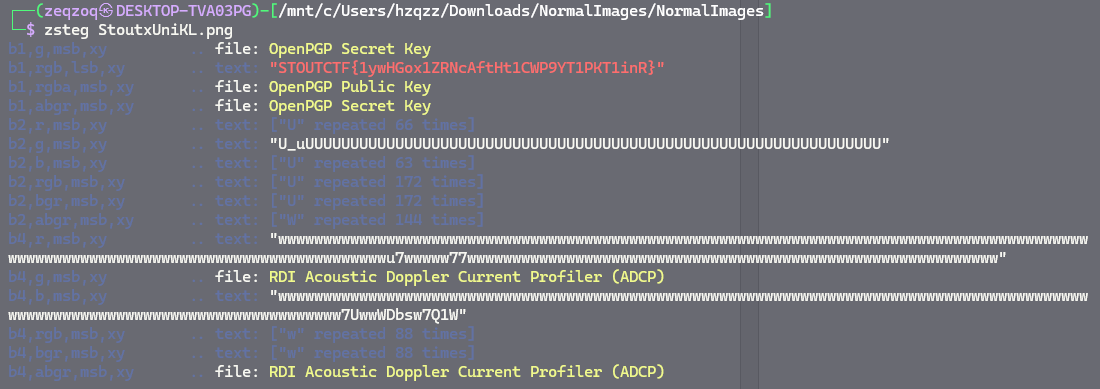 ┌──(zeqzoq㉿DESKTOP-TVA03PG)-[/mnt/c/Users/hzqzz/Downloads/NormalImages/NormalImages]
└─$ zsteg StoutxUniKL.png
b1,g,msb,xy .. file: OpenPGP Secret Key
b1,rgb,lsb,xy .. text: "STOUTCTF{1ywHGox1ZRNcAftHt1CWP9YT1PKT1inR}"
b1,rgba,msb,xy .. file: OpenPGP Public Key
b1,abgr,msb,xy .. file: OpenPGP Secret Key
b2,r,msb,xy .. text: ["U" repeated 66 times]
b2,g,msb,xy .. text: "U_uUUUUUUUUUUUUUUUUUUUUUUUUUUUUUUUUUUUUUUUUUUUUUUUUUUUUUUUUUUUUUUUUU"
b2,b,msb,xy .. text: ["U" repeated 63 times]
b2,rgb,msb,xy .. text: ["U" repeated 172 times]
b2,bgr,msb,xy .. text: ["U" repeated 172 times]
b2,abgr,msb,xy .. text: ["W" repeated 144 times]
b4,r,msb,xy .. text: "wwwwwwwwwwwwwwwwwwwwwwwwwwwwwwwwwwwwwwwwwwwwwwwwwwwwwwwwwwwwwwwwwwwwwwwwwwwwwwwwwwwwwwwwww
wwwwwwwwwwwwwwwwwwwwwwwwwwwwwwwwwwwwwwwwwwu7wwwww77wwwwwwwwwwwwwwwwwwwwwwwwwwwwwwwwwwwwwwwwwwwwwwwwwwwwwwwwwww"
b4,g,msb,xy .. file: RDI Acoustic Doppler Current Profiler (ADCP)
b4,b,msb,xy .. text: "wwwwwwwwwwwwwwwwwwwwwwwwwwwwwwwwwwwwwwwwwwwwwwwwwwwwwwwwwwwwwwwwwwwwwwwwwwwwwwwwwwwwwwwwww
wwwwwwwwwwwwwwwwwwwwwwwwwwwwwwwwwwwww7UwwWDbsw7Q1W"
b4,rgb,msb,xy .. text: ["w" repeated 88 times]
b4,bgr,msb,xy .. text: ["w" repeated 88 times]
b4,abgr,msb,xy .. file: RDI Acoustic Doppler Current Profiler (ADCP)